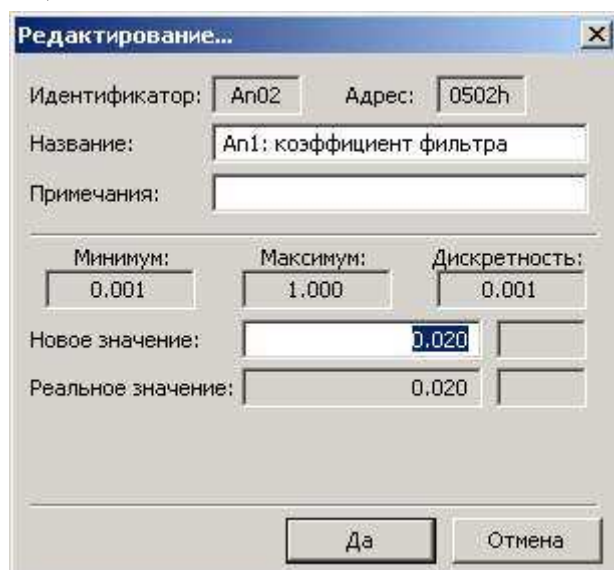 Редактирование...
Идентификатор: An02 Адрес: 0502h
Название: An1: коэффициент фильтра
Примечания:
Минимум: Максимум: Дискретность:
0.001 1.000 0.001
Новое значение: 0.020
Реальное значение: 0.020
Да Отмена